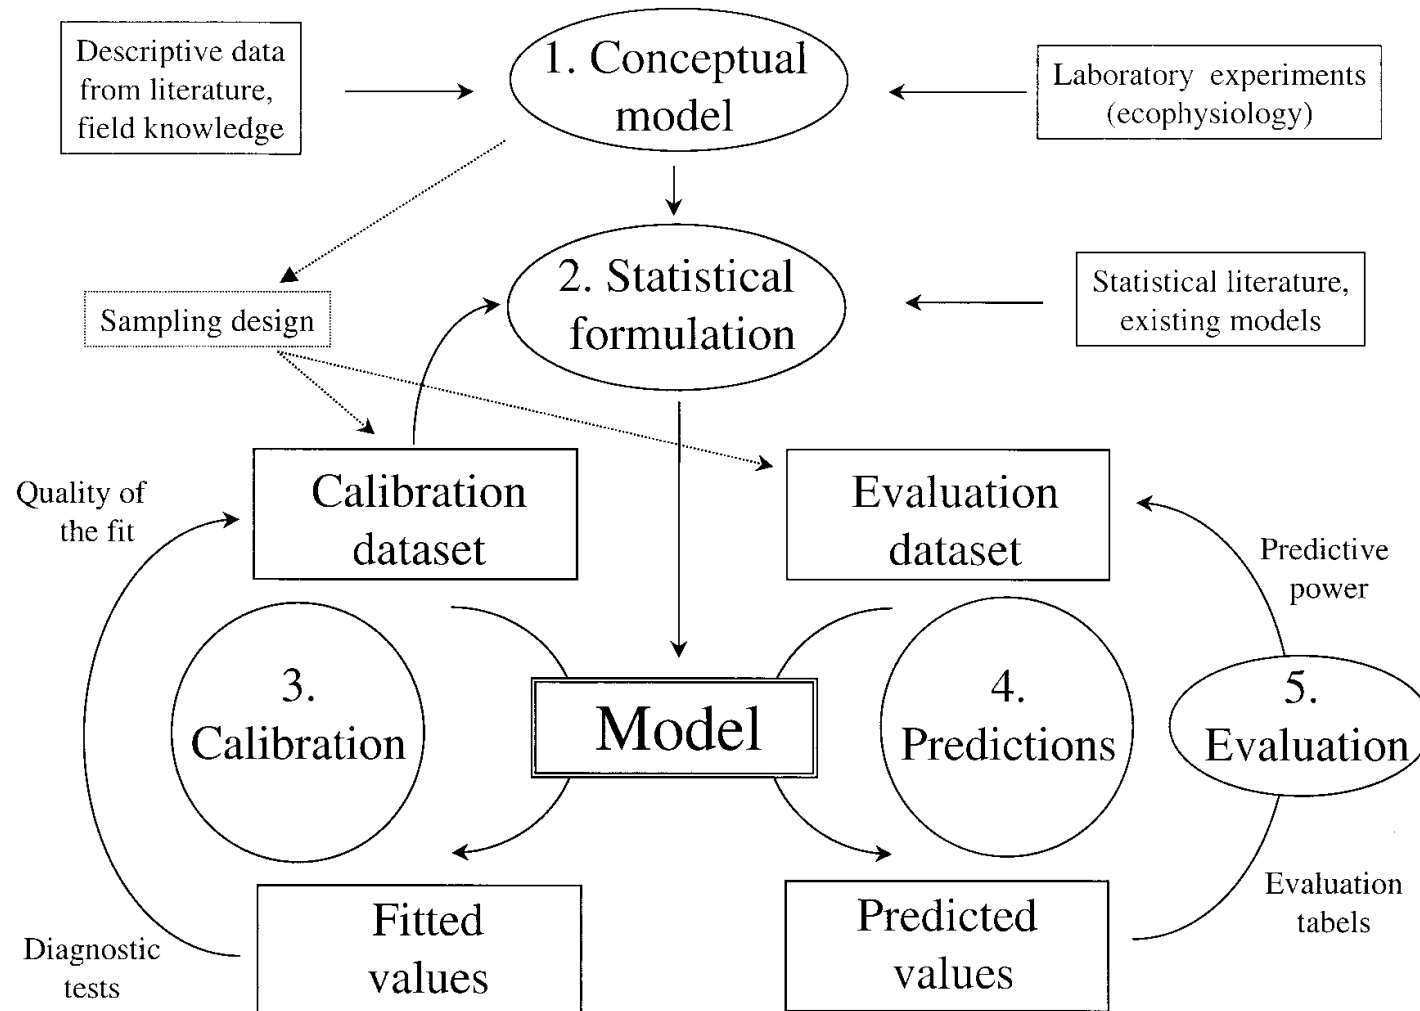 Descriptive data
from literature,
field knowledge
1. Conceptual
model
Laboratory experiments
(ecophysiology)
Sampling design
2. Statistical
formulation
Statistical literature,
existing models
Quality of
the fit
Calibration
dataset
Evaluation
dataset
Predictive
power
3.
Calibration
Model
4.
Predictions
5.
Evaluation
Diagnostic
tests
Fitted
values
Predicted
values
Evaluation
tabels